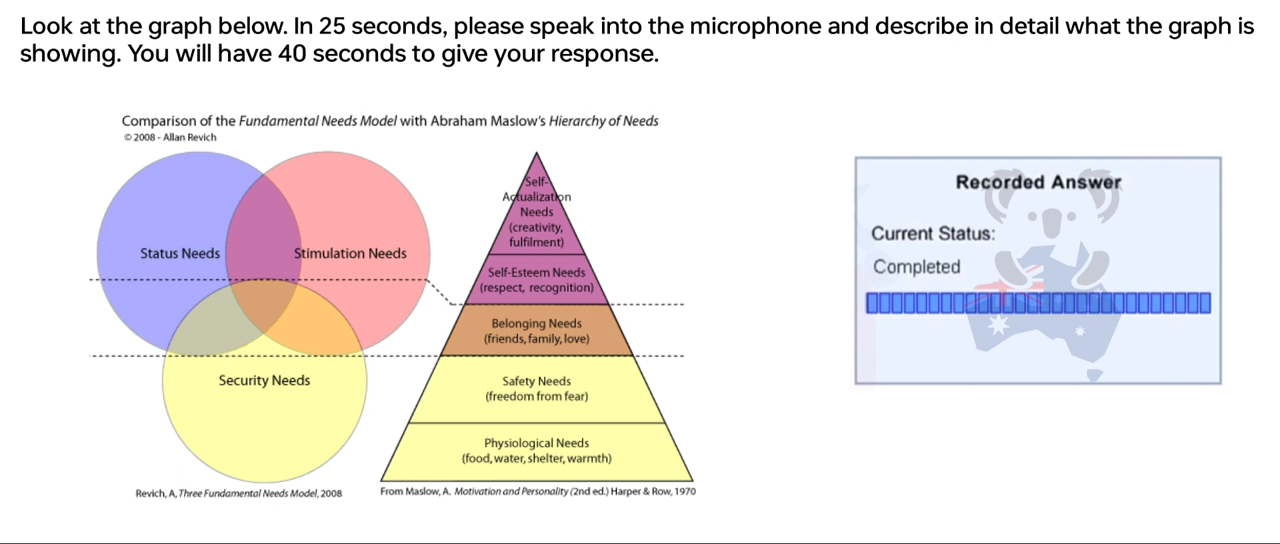 Look at the graph below. In 25 seconds, please speak into the microphone and describe in detail what the graph is
showing. You will have 40 seconds to give your response.
Comparison of the Fundamental Needs Model with Abraham Maslow's Hierarchy of Needs
© 2008 - Allan Revich
Status Needs
Stimulation Needs
Security Needs
Revich, A, Three Fundamental Needs Model, 2008
Self-
Actualization
Needs
(creativity,
fulfilment)
Self-Esteem Needs
(respect, recognition)
Belonging Needs
(friends, family, love)
Safety Needs
(freedom from fear)
Physiological Needs
(food, water, shelter, warmth)
From Maslow, A. Motivation and Personality (2nd ed.) Harper & Row, 1970
Recorded Answer
Current Status:
Completed